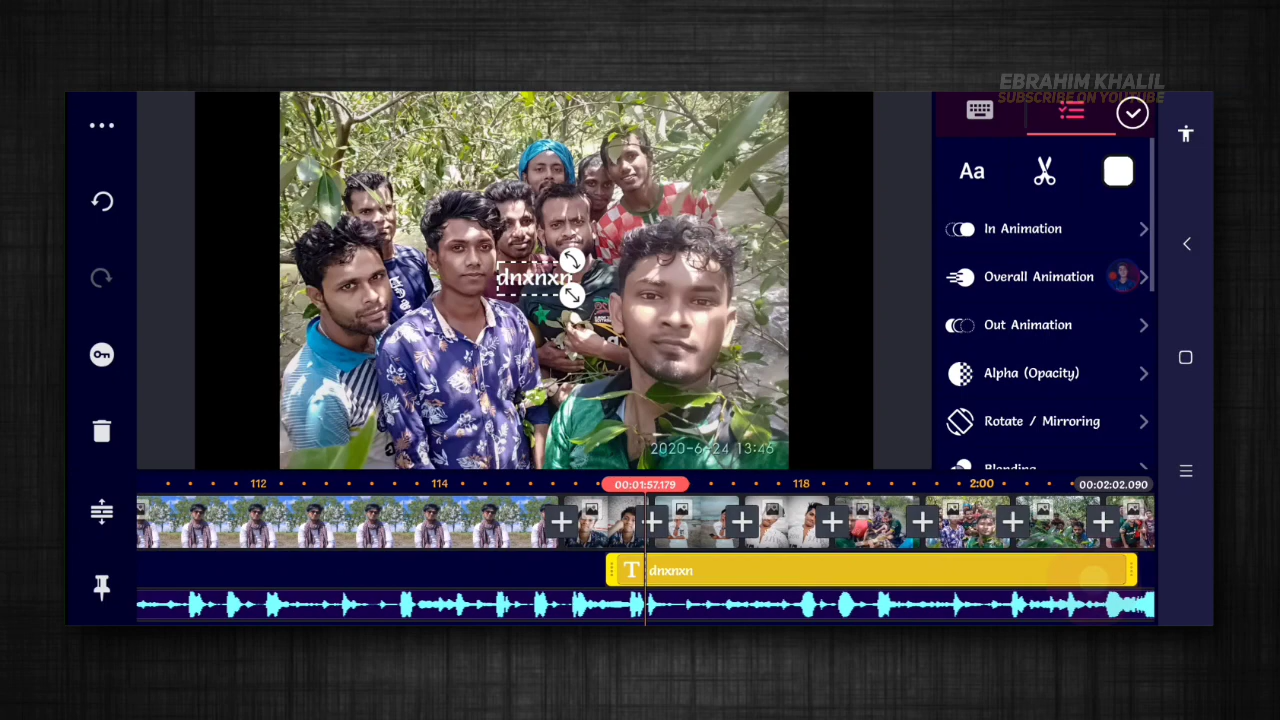 EBRAHIM KHALIL
SUBSCRIBE ON YOUTUBE
Aa
In Animation
Overall Animation
Out Animation
Alpha (Opacity)
Rotate / Mirroring
Blending
dnxnxn
2020-6-24 13:46
112
114
00:01:57.179
118
2:00
00:02:02.090
T dnxnxn